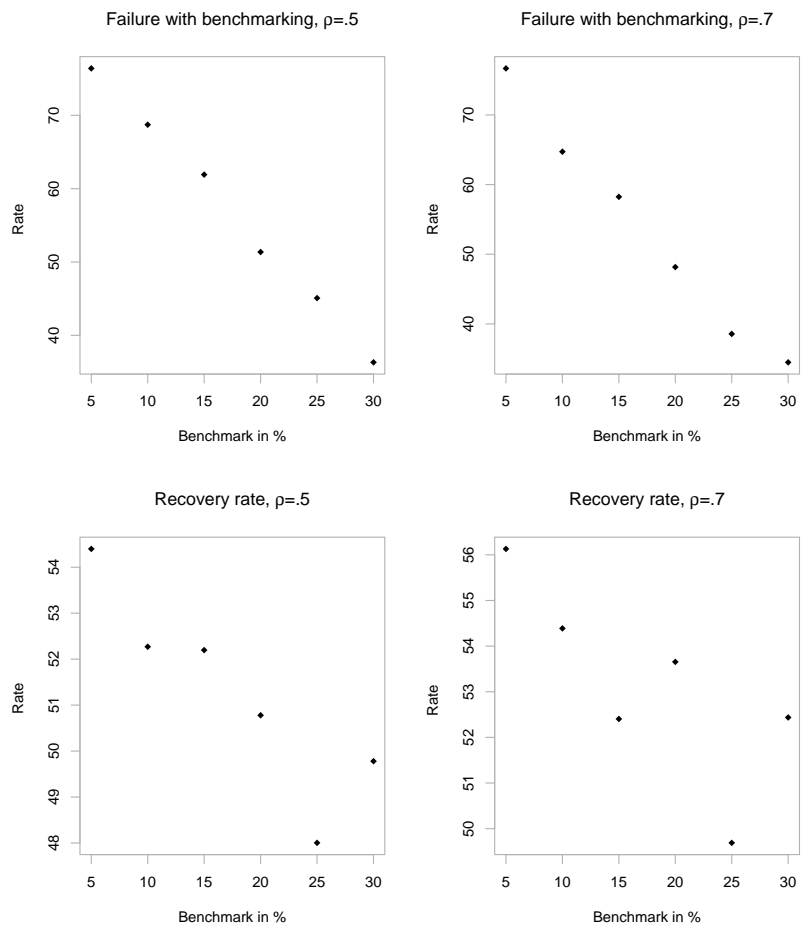 Failure with benchmarking, ρ=.5
Rate
70
60
50
40
5 10 15 20 25 30
Benchmark in %
Failure with benchmarking, ρ=.7
Rate
70
60
50
40
5 10 15 20 25 30
Benchmark in %
Recovery rate, ρ=.5
Rate
54
53
52
51
50
49
48
5 10 15 20 25 30
Benchmark in %
Recovery rate, ρ=.7
Rate
56
55
54
53
52
51
50
5 10 15 20 25 30
Benchmark in %